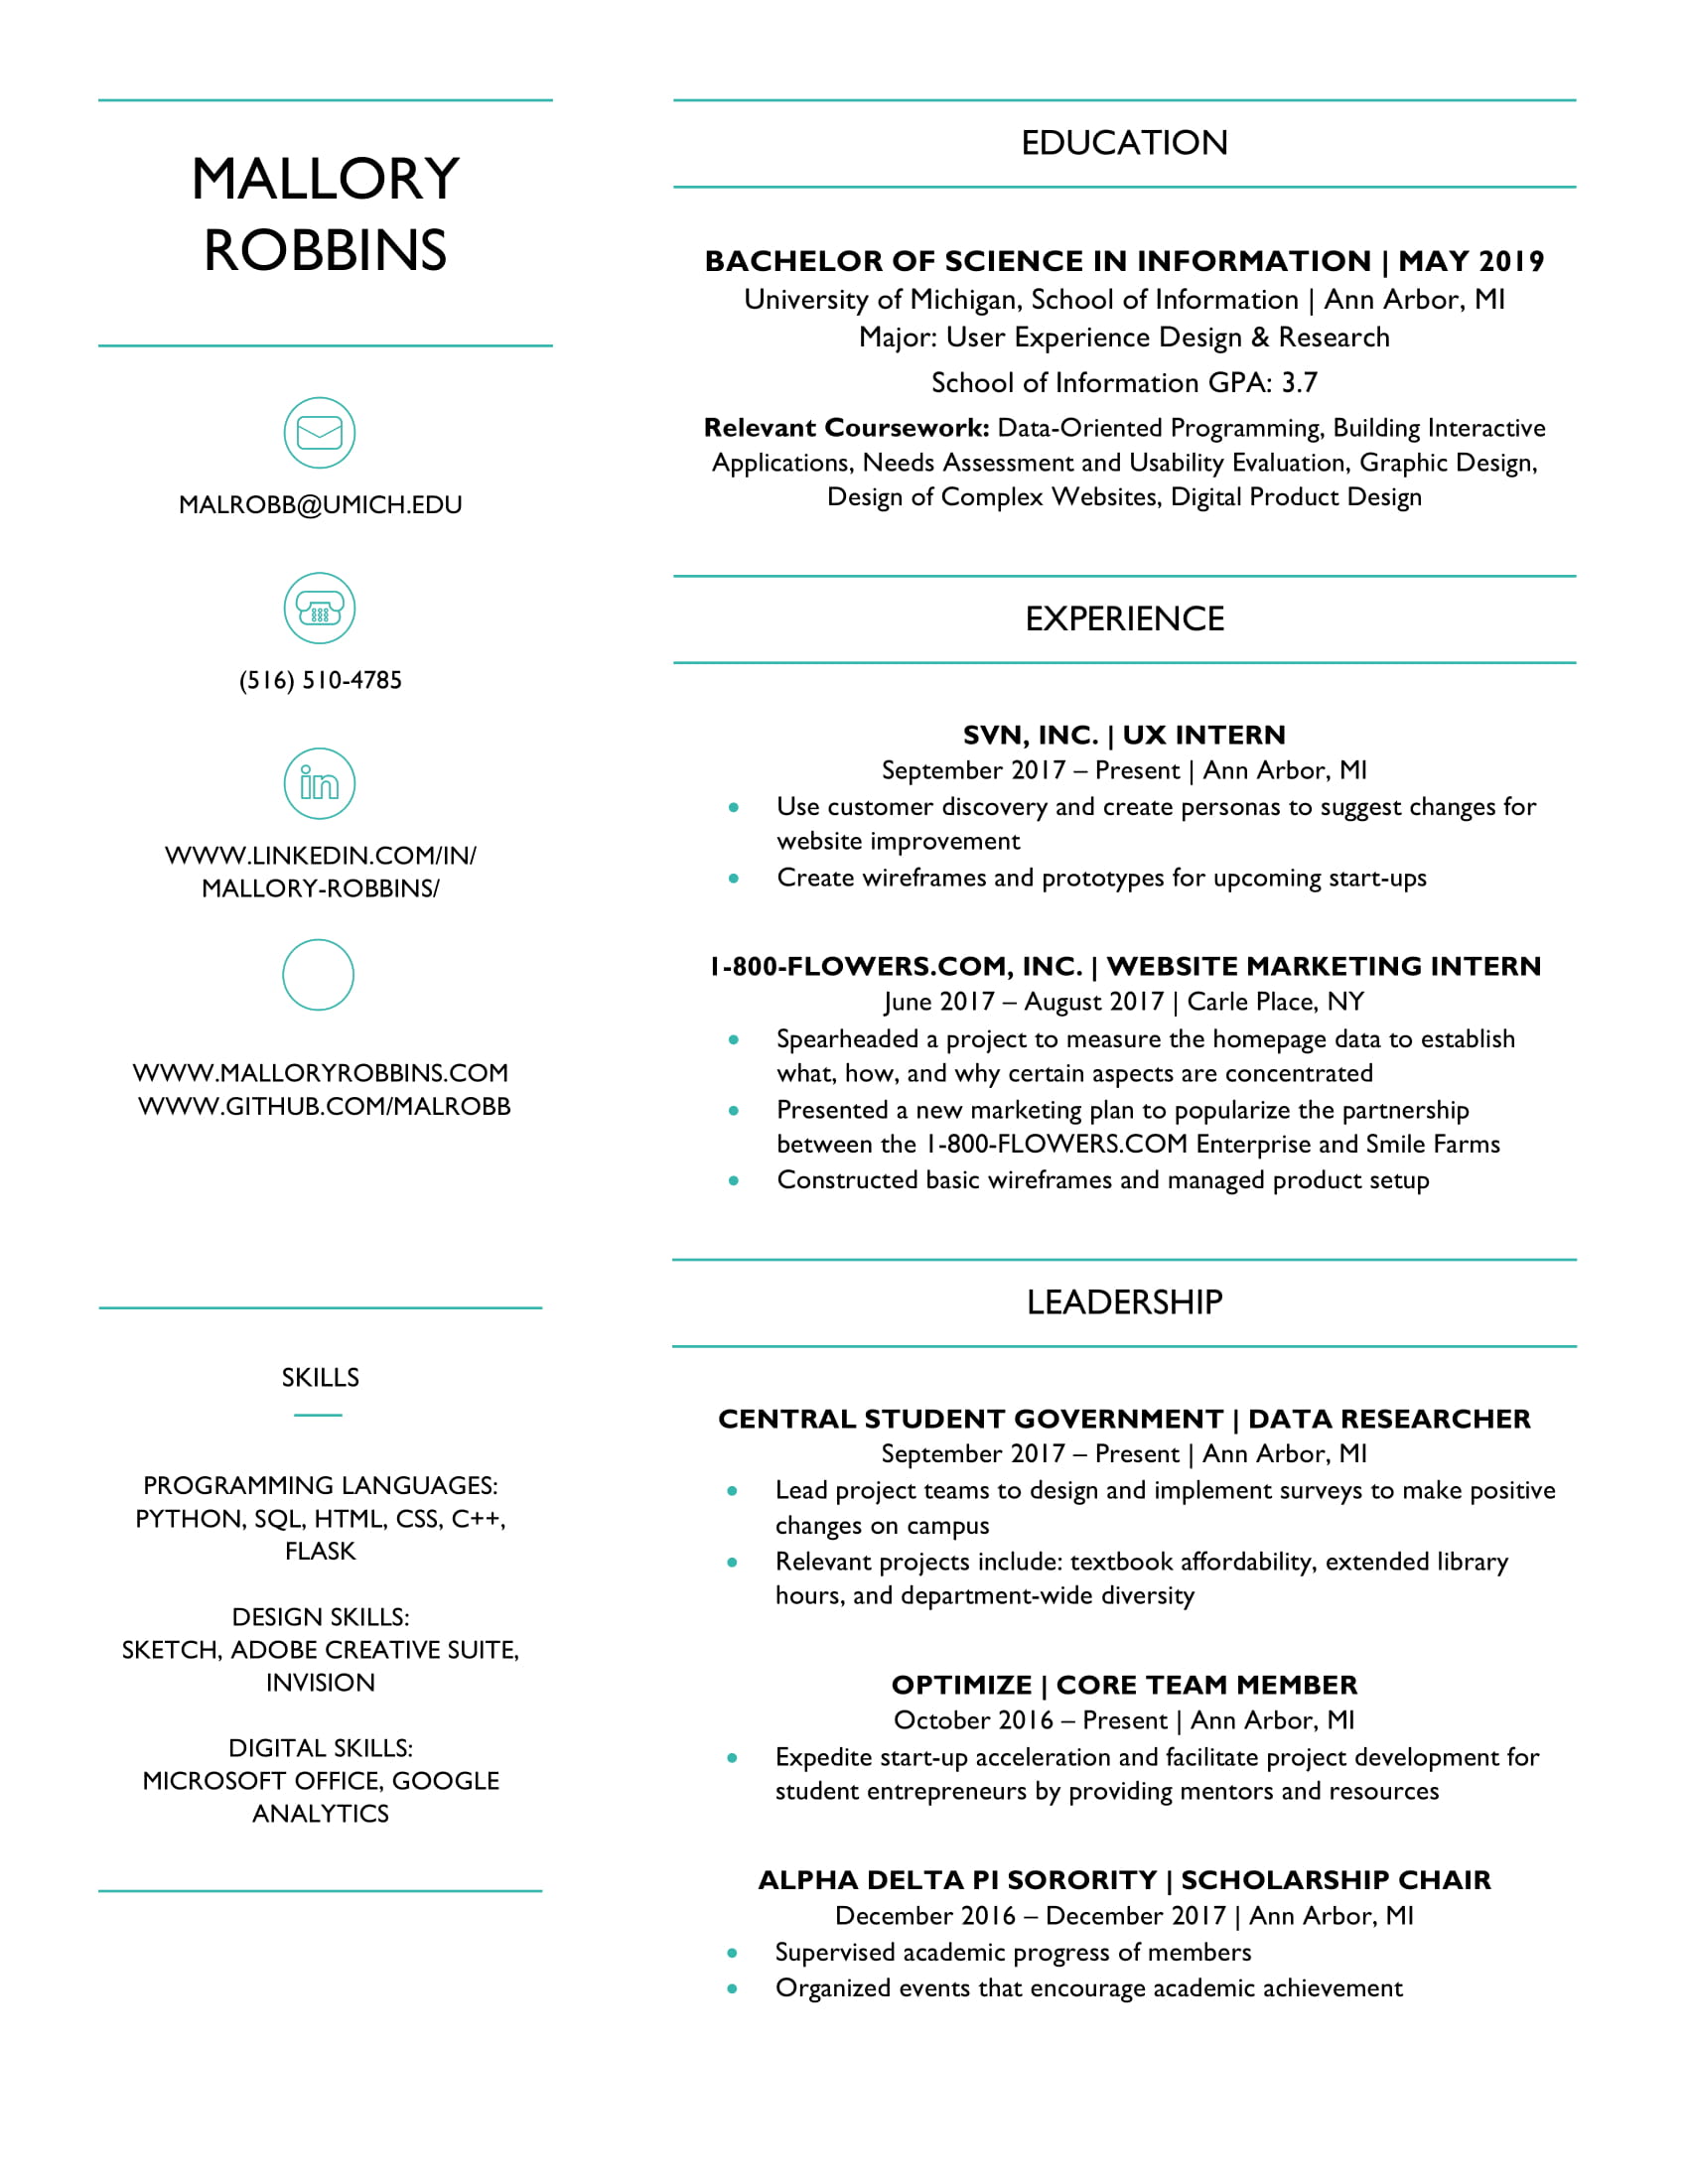 MALLORY
ROBBINS
MALROBB@UMICH.EDU
(516) 510-4785
in
WWW.LINKEDIN.COM/IN/
MALLORY-ROBBINS/
WWW.MALLORYROBBINS.COM
WWW.GITHUB.COM/MALROBB
SKILLS
PROGRAMMING LANGUAGES:
PYTHON, SQL, HTML, CSS, C++,
FLASK
DESIGN SKILLS:
SKETCH, ADOBE CREATIVE SUITE,
INVISION
DIGITAL SKILLS:
MICROSOFT OFFICE, GOOGLE
ANALYTICS
EDUCATION
BACHELOR OF SCIENCE IN INFORMATION | MAY 2019
University of Michigan, School of Information | Ann Arbor, MI
Major: User Experience Design & Research
School of Information GPA: 3.7
Relevant Coursework: Data-Oriented Programming, Building Interactive
Applications, Needs Assessment and Usability Evaluation, Graphic Design,
Design of Complex Websites, Digital Product Design
EXPERIENCE
SVN, INC. | UX INTERN
September 2017 – Present | Ann Arbor, MI
• Use customer discovery and create personas to suggest changes for
website improvement
• Create wireframes and prototypes for upcoming start-ups
1-800-FLOWERS.COM, INC. | WEBSITE MARKETING INTERN
June 2017 – August 2017 | Carle Place, NY
• Spearheaded a project to measure the homepage data to establish
what, how, and why certain aspects are concentrated
• Presented a new marketing plan to popularize the partnership
between the 1-800-FLOWERS.COM Enterprise and Smile Farms
• Constructed basic wireframes and managed product setup
LEADERSHIP
CENTRAL STUDENT GOVERNMENT | DATA RESEARCHER
September 2017 – Present | Ann Arbor, MI
• Lead project teams to design and implement surveys to make positive
changes on campus
• Relevant projects include: textbook affordability, extended library
hours, and department-wide diversity
OPTIMIZE | CORE TEAM MEMBER
October 2016 – Present | Ann Arbor, MI
• Expedite start-up acceleration and facilitate project development for
student entrepreneurs by providing mentors and resources
ALPHA DELTA PI SORORITY | SCHOLARSHIP CHAIR
December 2016 – December 2017 | Ann Arbor, MI
• Supervised academic progress of members
• Organized events that encourage academic achievement